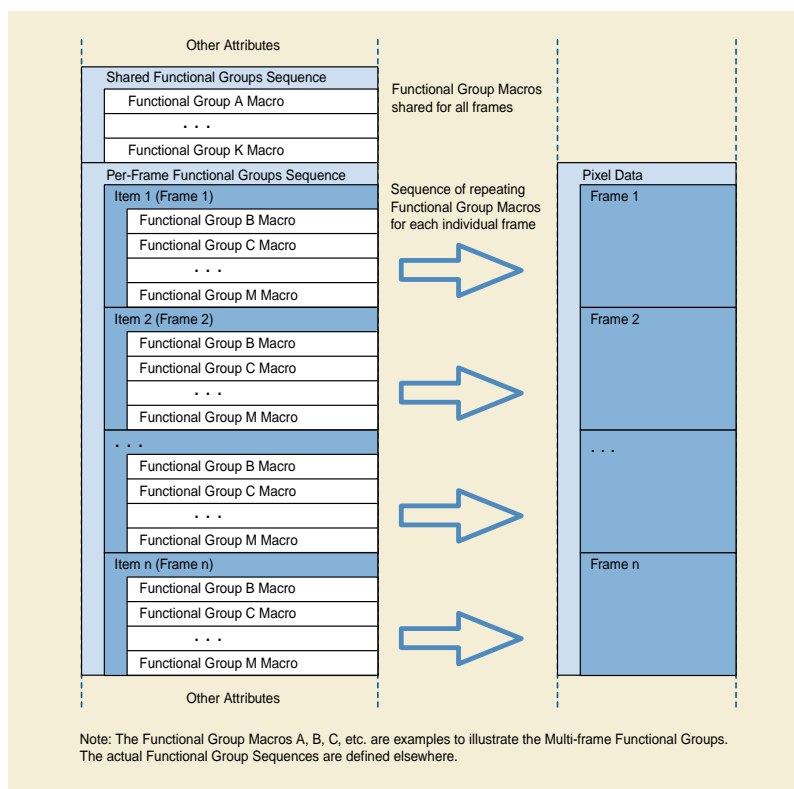 Other Attributes
Shared Functional Groups Sequence
Functional Group A Macro
. . .
Functional Group K Macro
Functional Group Macros
shared for all frames
Per-Frame Functional Groups Sequence
Item 1 (Frame 1)
Functional Group B Macro
Functional Group C Macro
. . .
Functional Group M Macro
Item 2 (Frame 2)
Functional Group B Macro
Functional Group C Macro
. . .
Functional Group M Macro
. . .
Functional Group B Macro
Functional Group C Macro
. . .
Functional Group M Macro
Item n (Frame n)
Functional Group B Macro
Functional Group C Macro
. . .
Functional Group M Macro
Other Attributes
Sequence of repeating
Functional Group Macros
for each individual frame
Pixel Data
Frame 1
Frame 2
. . .
Frame n
Note: The Functional Group Macros A, B, C, etc. are examples to illustrate the Multi-frame Functional Groups.
The actual Functional Group Sequences are defined elsewhere.